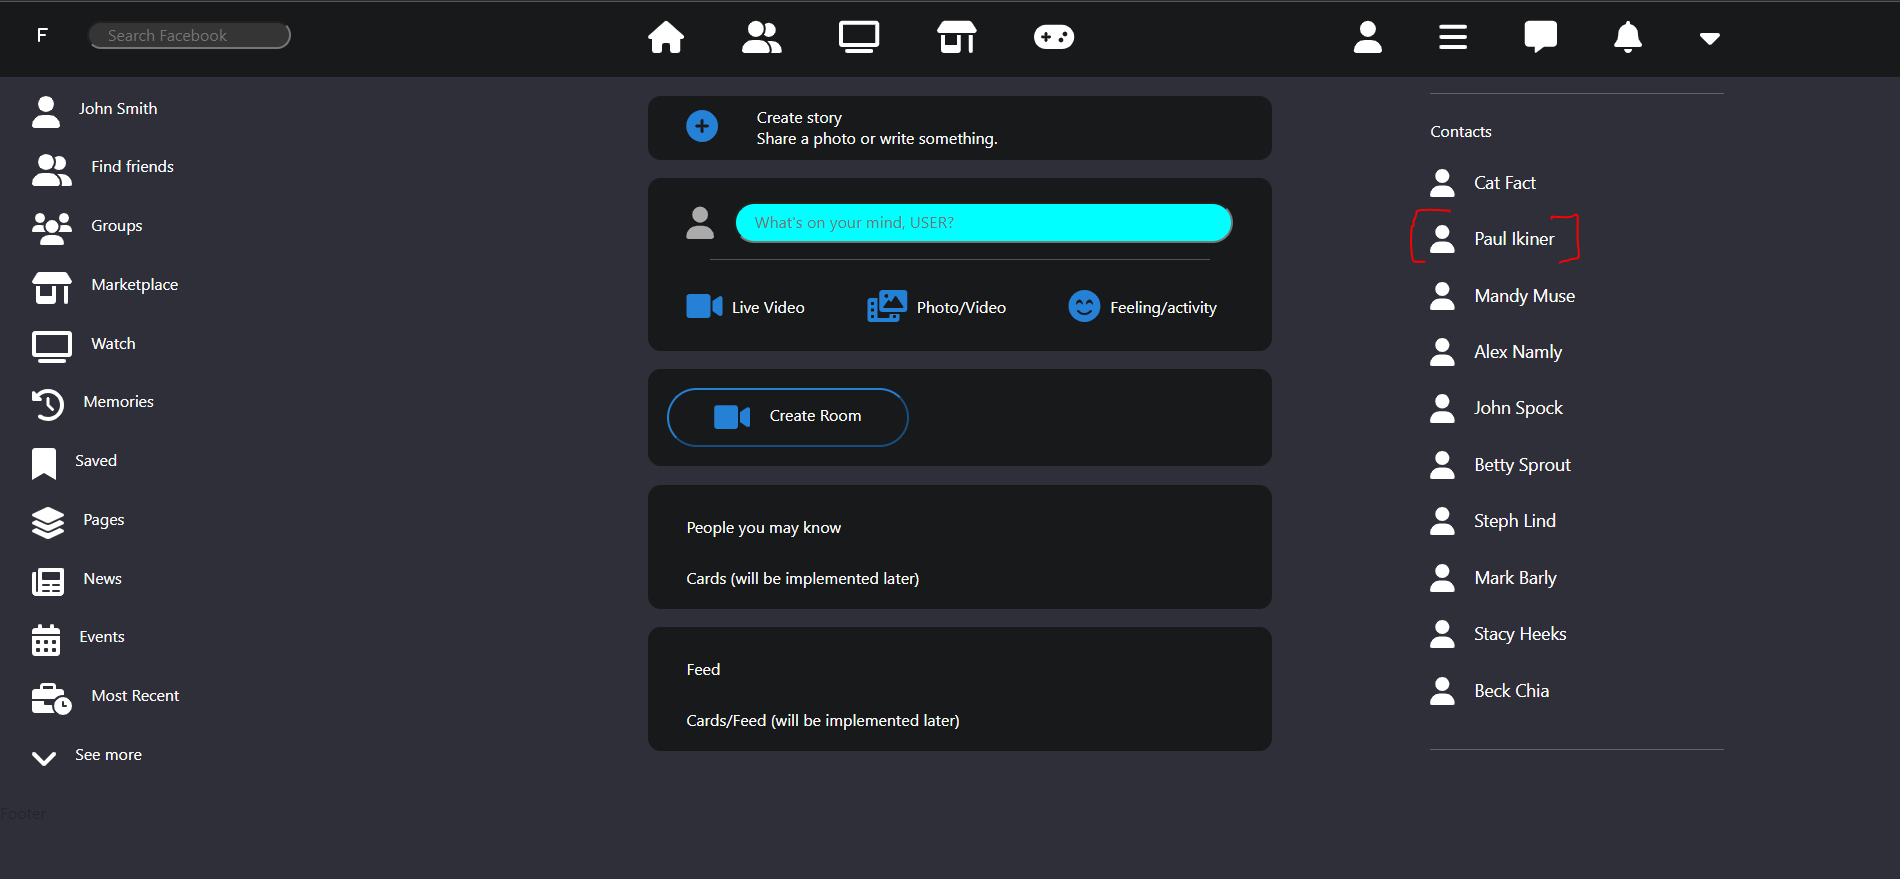 F
Search Facebook
John Smith
Find friends
Groups
Marketplace
Watch
Memories
Saved
Pages
News
Events
Most Recent
See more
Create story
Share a photo or write something.
What's on your mind, USER?
Live Video
Photo/Video
Feeling/activity
Create Room
People you may know
Cards (will be implemented later)
Feed
Cards/Feed (will be implemented later)
Contacts
Cat Fact
Paul Ikiner
Mandy Muse
Alex Namly
John Spock
Betty Sprout
Steph Lind
Mark Barly
Stacy Heeks
Beck Chia
Footer